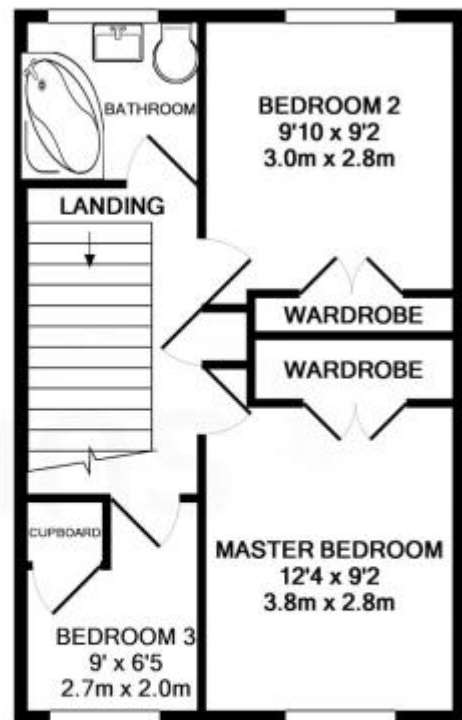 BATHROOM
BEDROOM 2
9'10 x 9'2
3.0m x 2.8m
LANDING
WARDROBE
WARDROBE
CUPBOARD
MASTER BEDROOM
12'4 x 9'2
3.8m x 2.8m
BEDROOM 3
9' x 6'5
2.7m x 2.0m